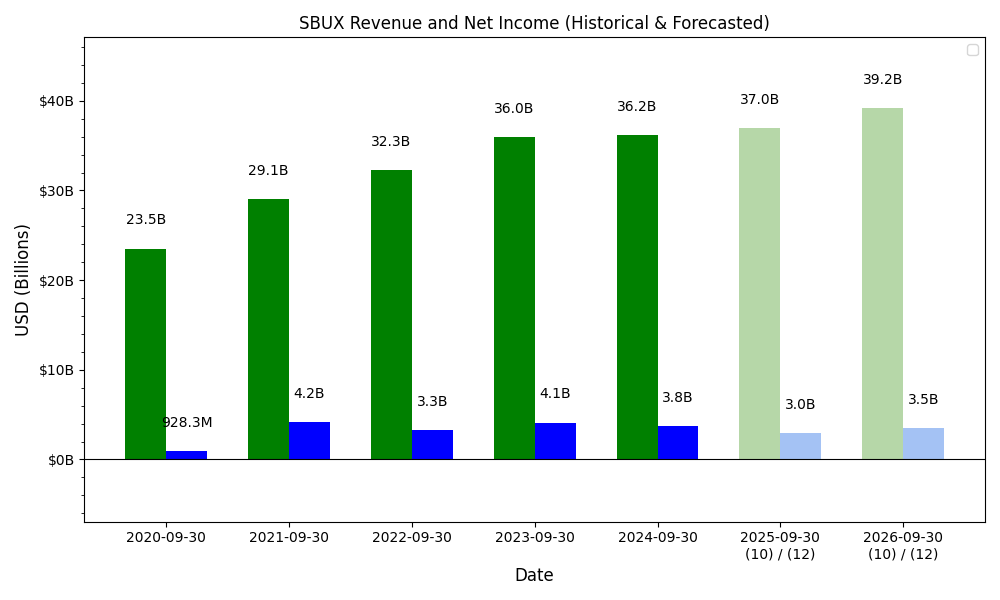 SBUX Revenue and Net Income (Historical & Forecasted)
USD (Billions)
$40B
$30B
$20B
$10B
$0B
23.5B
928.3M
29.1B
4.2B
32.3B
3.3B
36.0B
4.1B
36.2B
3.8B
37.0B
3.0B
39.2B
3.5B
2020-09-30
2021-09-30
2022-09-30
2023-09-30
2024-09-30
2025-09-30
(10) / (12)
2026-09-30
(10) / (12)
Date